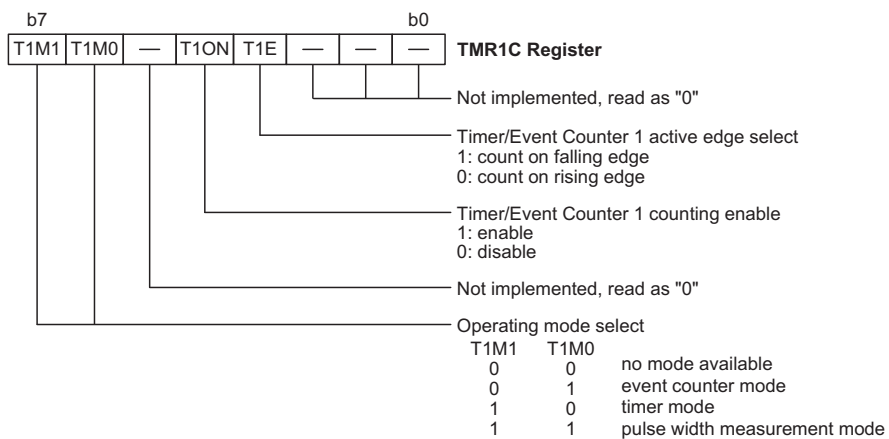 b7 b0
T1M1 T1M0 — T1ON T1E — — — TMR1C Register
Not implemented, read as "0"
Timer/Event Counter 1 active edge select
1: count on falling edge
0: count on rising edge
Timer/Event Counter 1 counting enable
1: enable
0: disable
Not implemented, read as "0"
Operating mode select
T1M1 T1M0
0 0 no mode available
0 1 event counter mode
1 0 timer mode
1 1 pulse width measurement mode